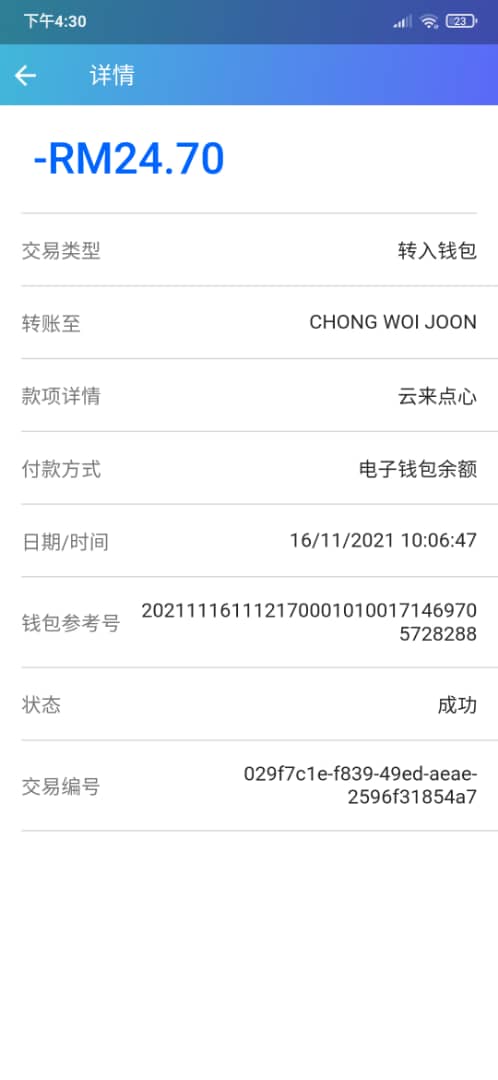 下午4:30
23
详情
-RM24.70
交易类型 转入钱包
转账至 CHONG WOI JOON
款项详情 云来点心
付款方式 电子钱包余额
日期/时间 16/11/2021 10:06:47
钱包参考号 202111161112170001010017146970
5728288
状态 成功
交易编号 029f7c1e-f839-49ed-aeae-
2596f31854a7